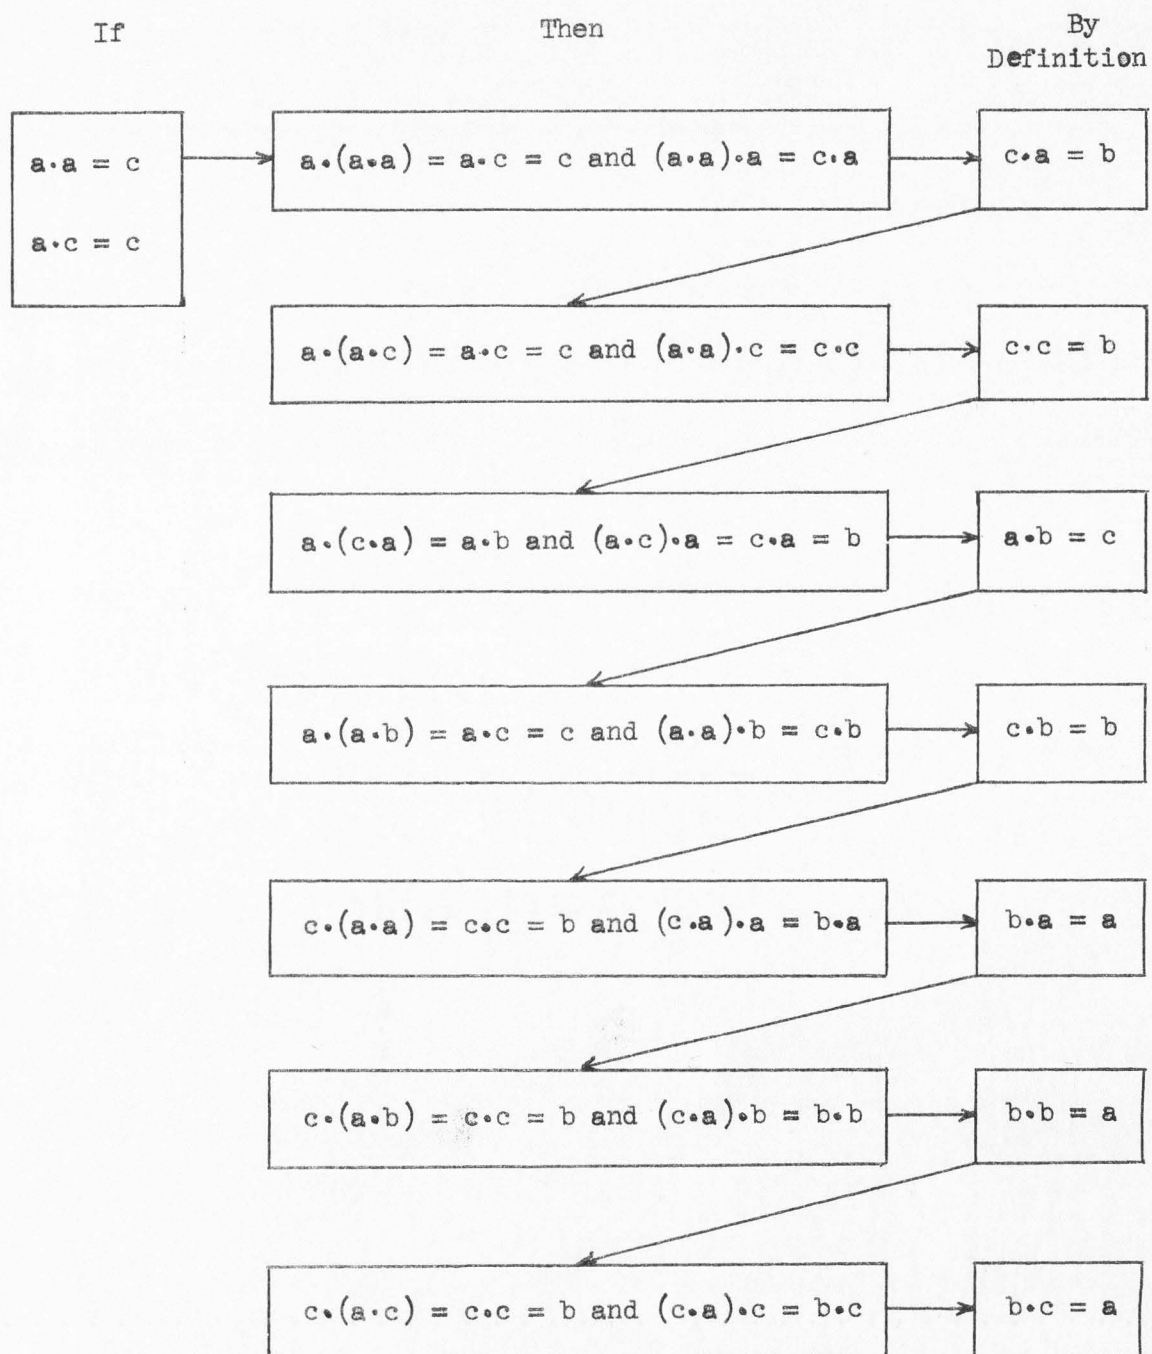 If Then By
Definition
a·a = c
a·c = c
a·(a·a) = a·c = c and (a·a)·a = c·a
c·a = b
a·(a·c) = a·c = c and (a·a)·c = c·c
c·c = b
a·(c·a) = a·b and (a·c)·a = c·a = b
a·b = c
a·(a·b) = a·c = c and (a·a)·b = c·b
c·b = b
c·(a·a) = c·c = b and (c·a)·a = b·a
b·a = a
c·(a·b) = c·c = b and (c·a)·b = b·b
b·b = a
c·(a·c) = c·c = b and (c·a)·c = b·c
b·c = a